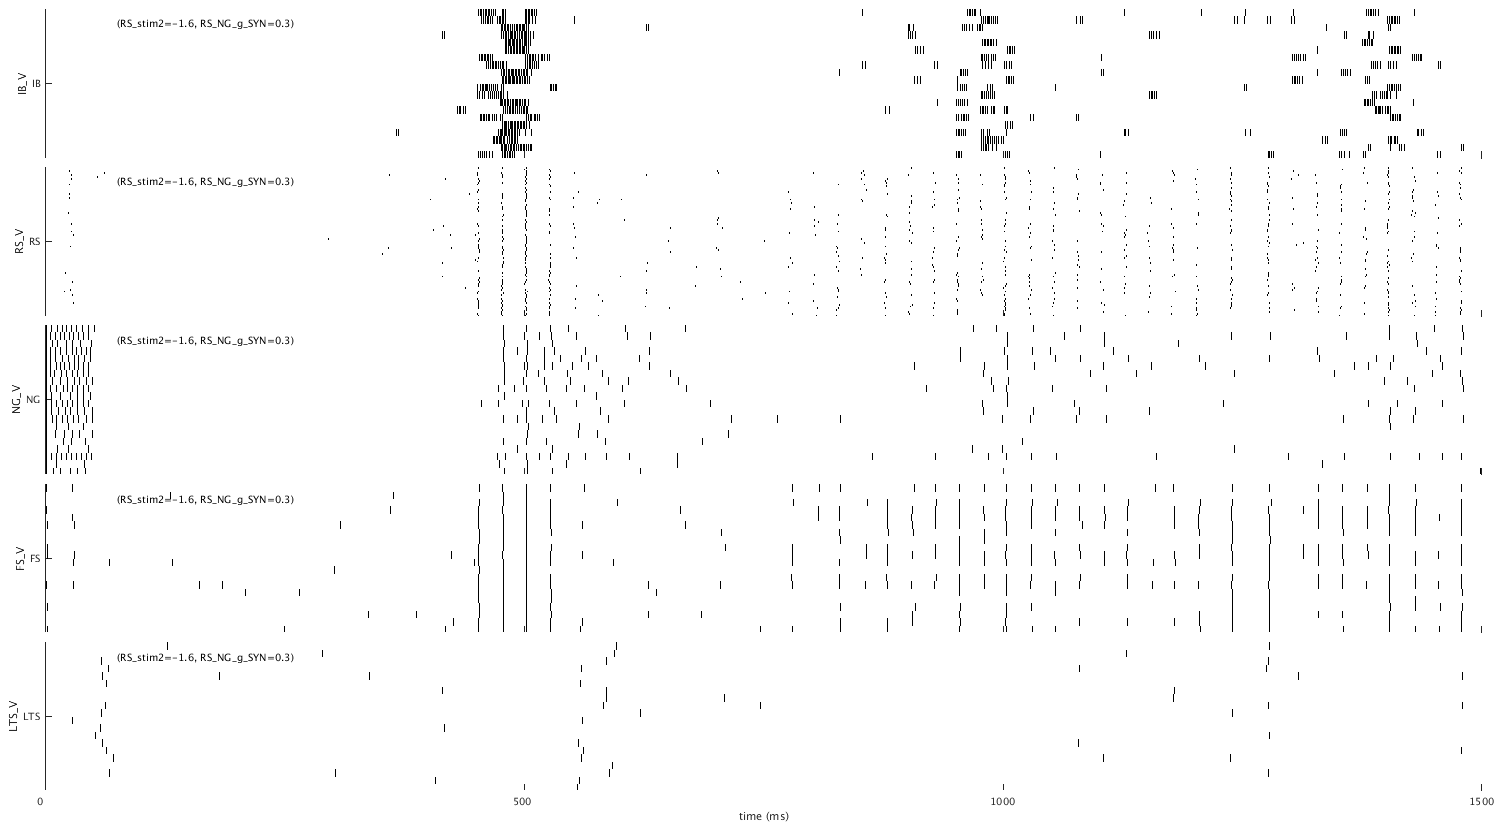 (RS_stim2=-1.6, RS_NG_g_SYN=0.3)
IB_V
IB
(RS_stim2=-1.6, RS_NG_g_SYN=0.3)
RS_V
RS
(RS_stim2=-1.6, RS_NG_g_SYN=0.3)
NG_V
NG
(RS_stim2=-1.6, RS_NG_g_SYN=0.3)
FS_V
FS
(RS_stim2=-1.6, RS_NG_g_SYN=0.3)
LTS_V
LTS
0 500 1000 1500
time (ms)